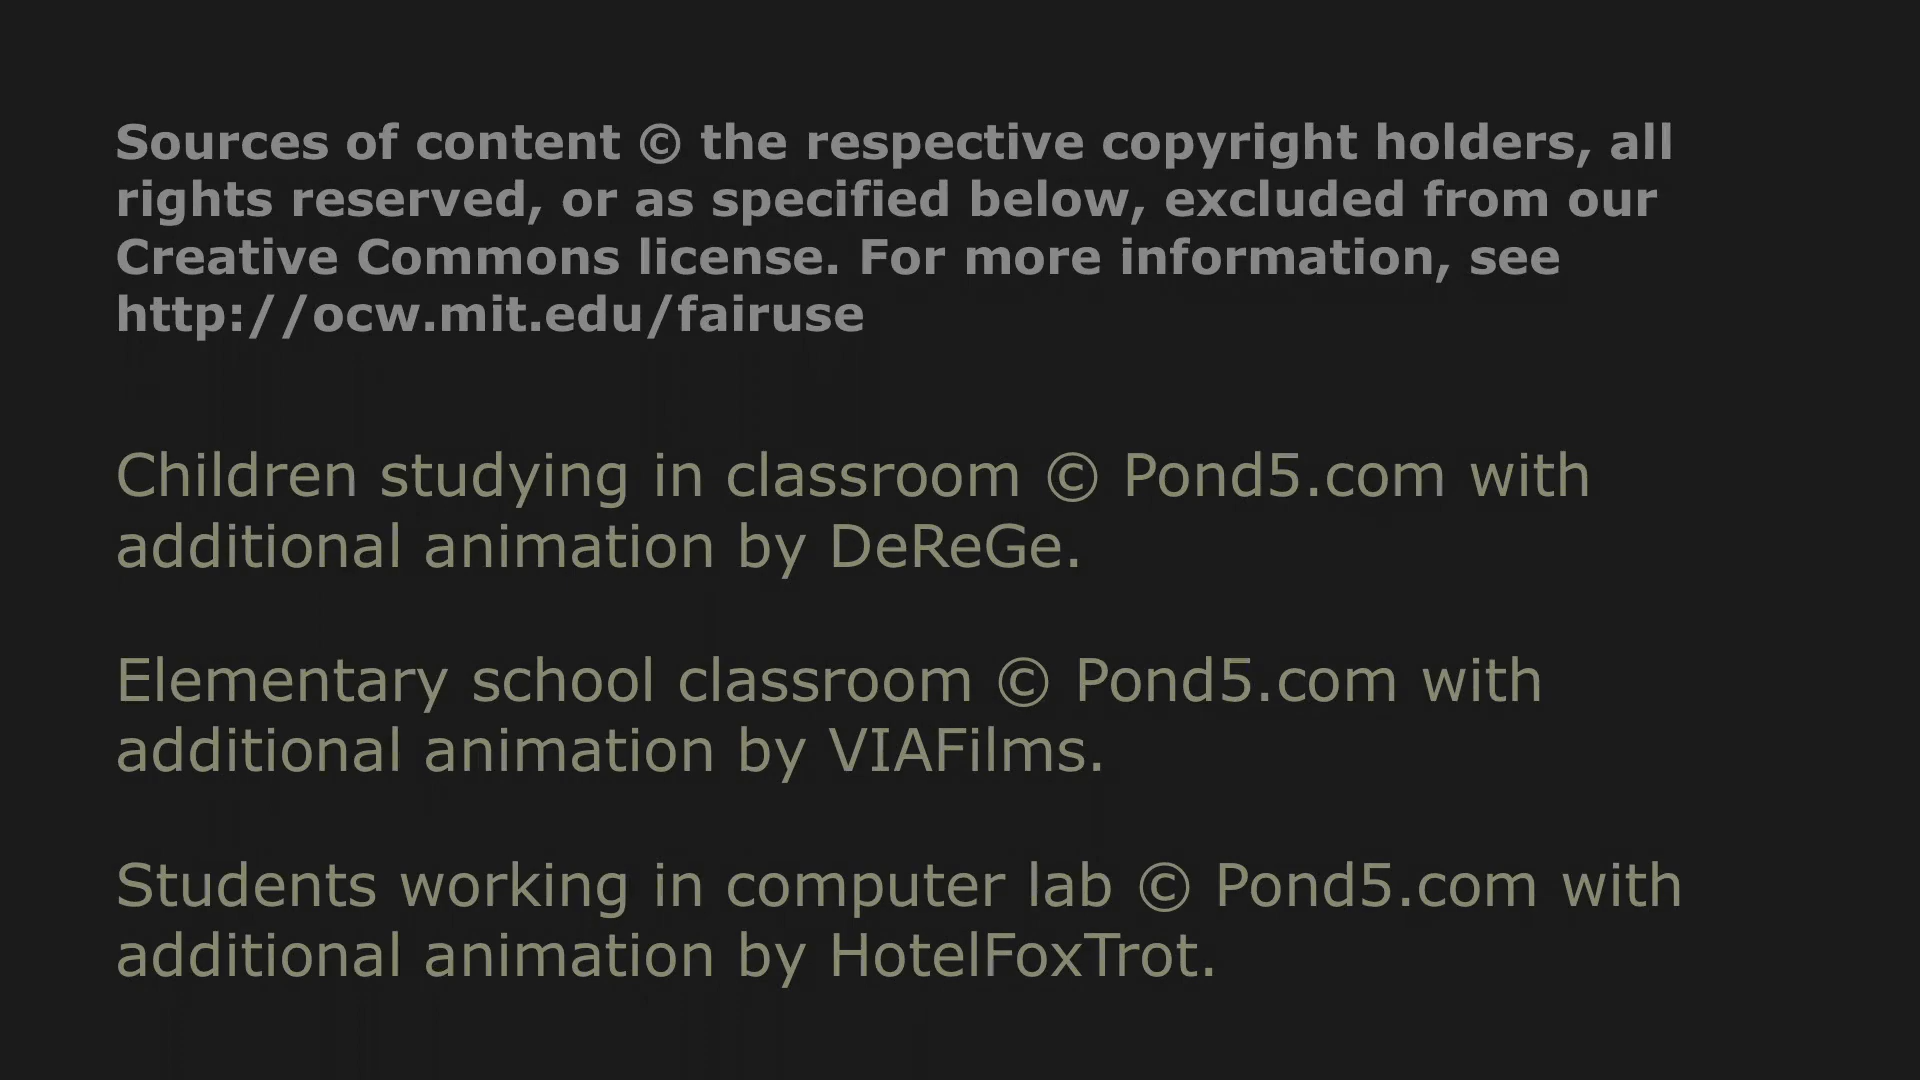 Sources of content © the respective copyright holders, all
rights reserved, or as specified below, excluded from our
Creative Commons license. For more information, see
http://ocw.mit.edu/fairuse
Children studying in classroom © Pond5.com with
additional animation by DeReGe.
Elementary school classroom © Pond5.com with
additional animation by VIAFilms.
Students working in computer lab © Pond5.com with
additional animation by HotelFoxTrot.